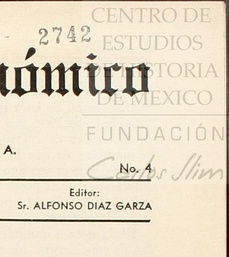 CENTRO DE
ESTUDIOS
DE HISTORIA
DE MEXICO
FUNDACIÓN
Carlos Slim
2742
nómico
A.
No. 4
Editor:
Sr. ALFONSO DIAZ GARZA